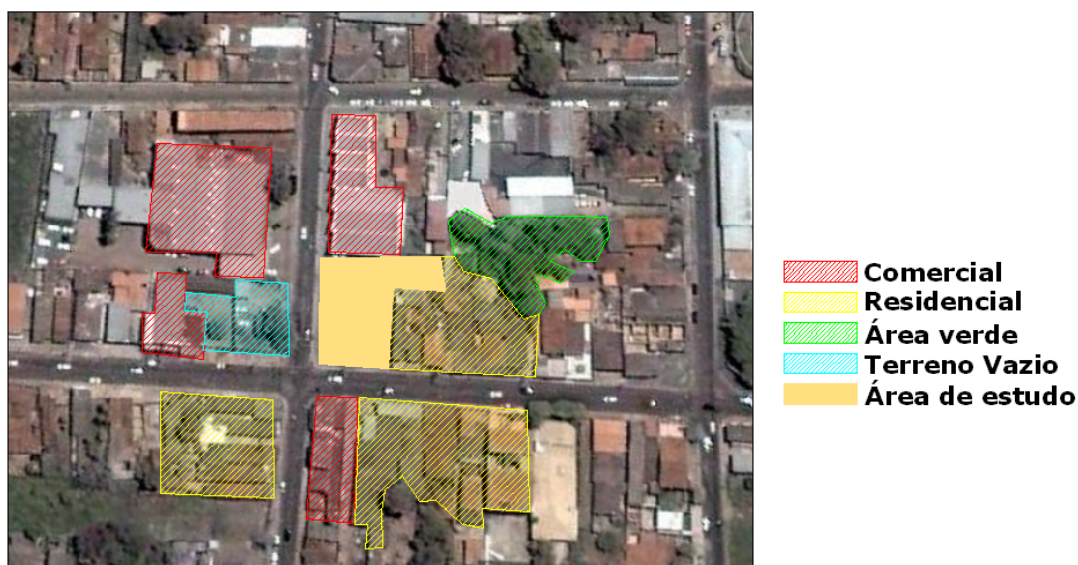 Comercial
Residencial
Área verde
Terreno Vazio
Área de estudo